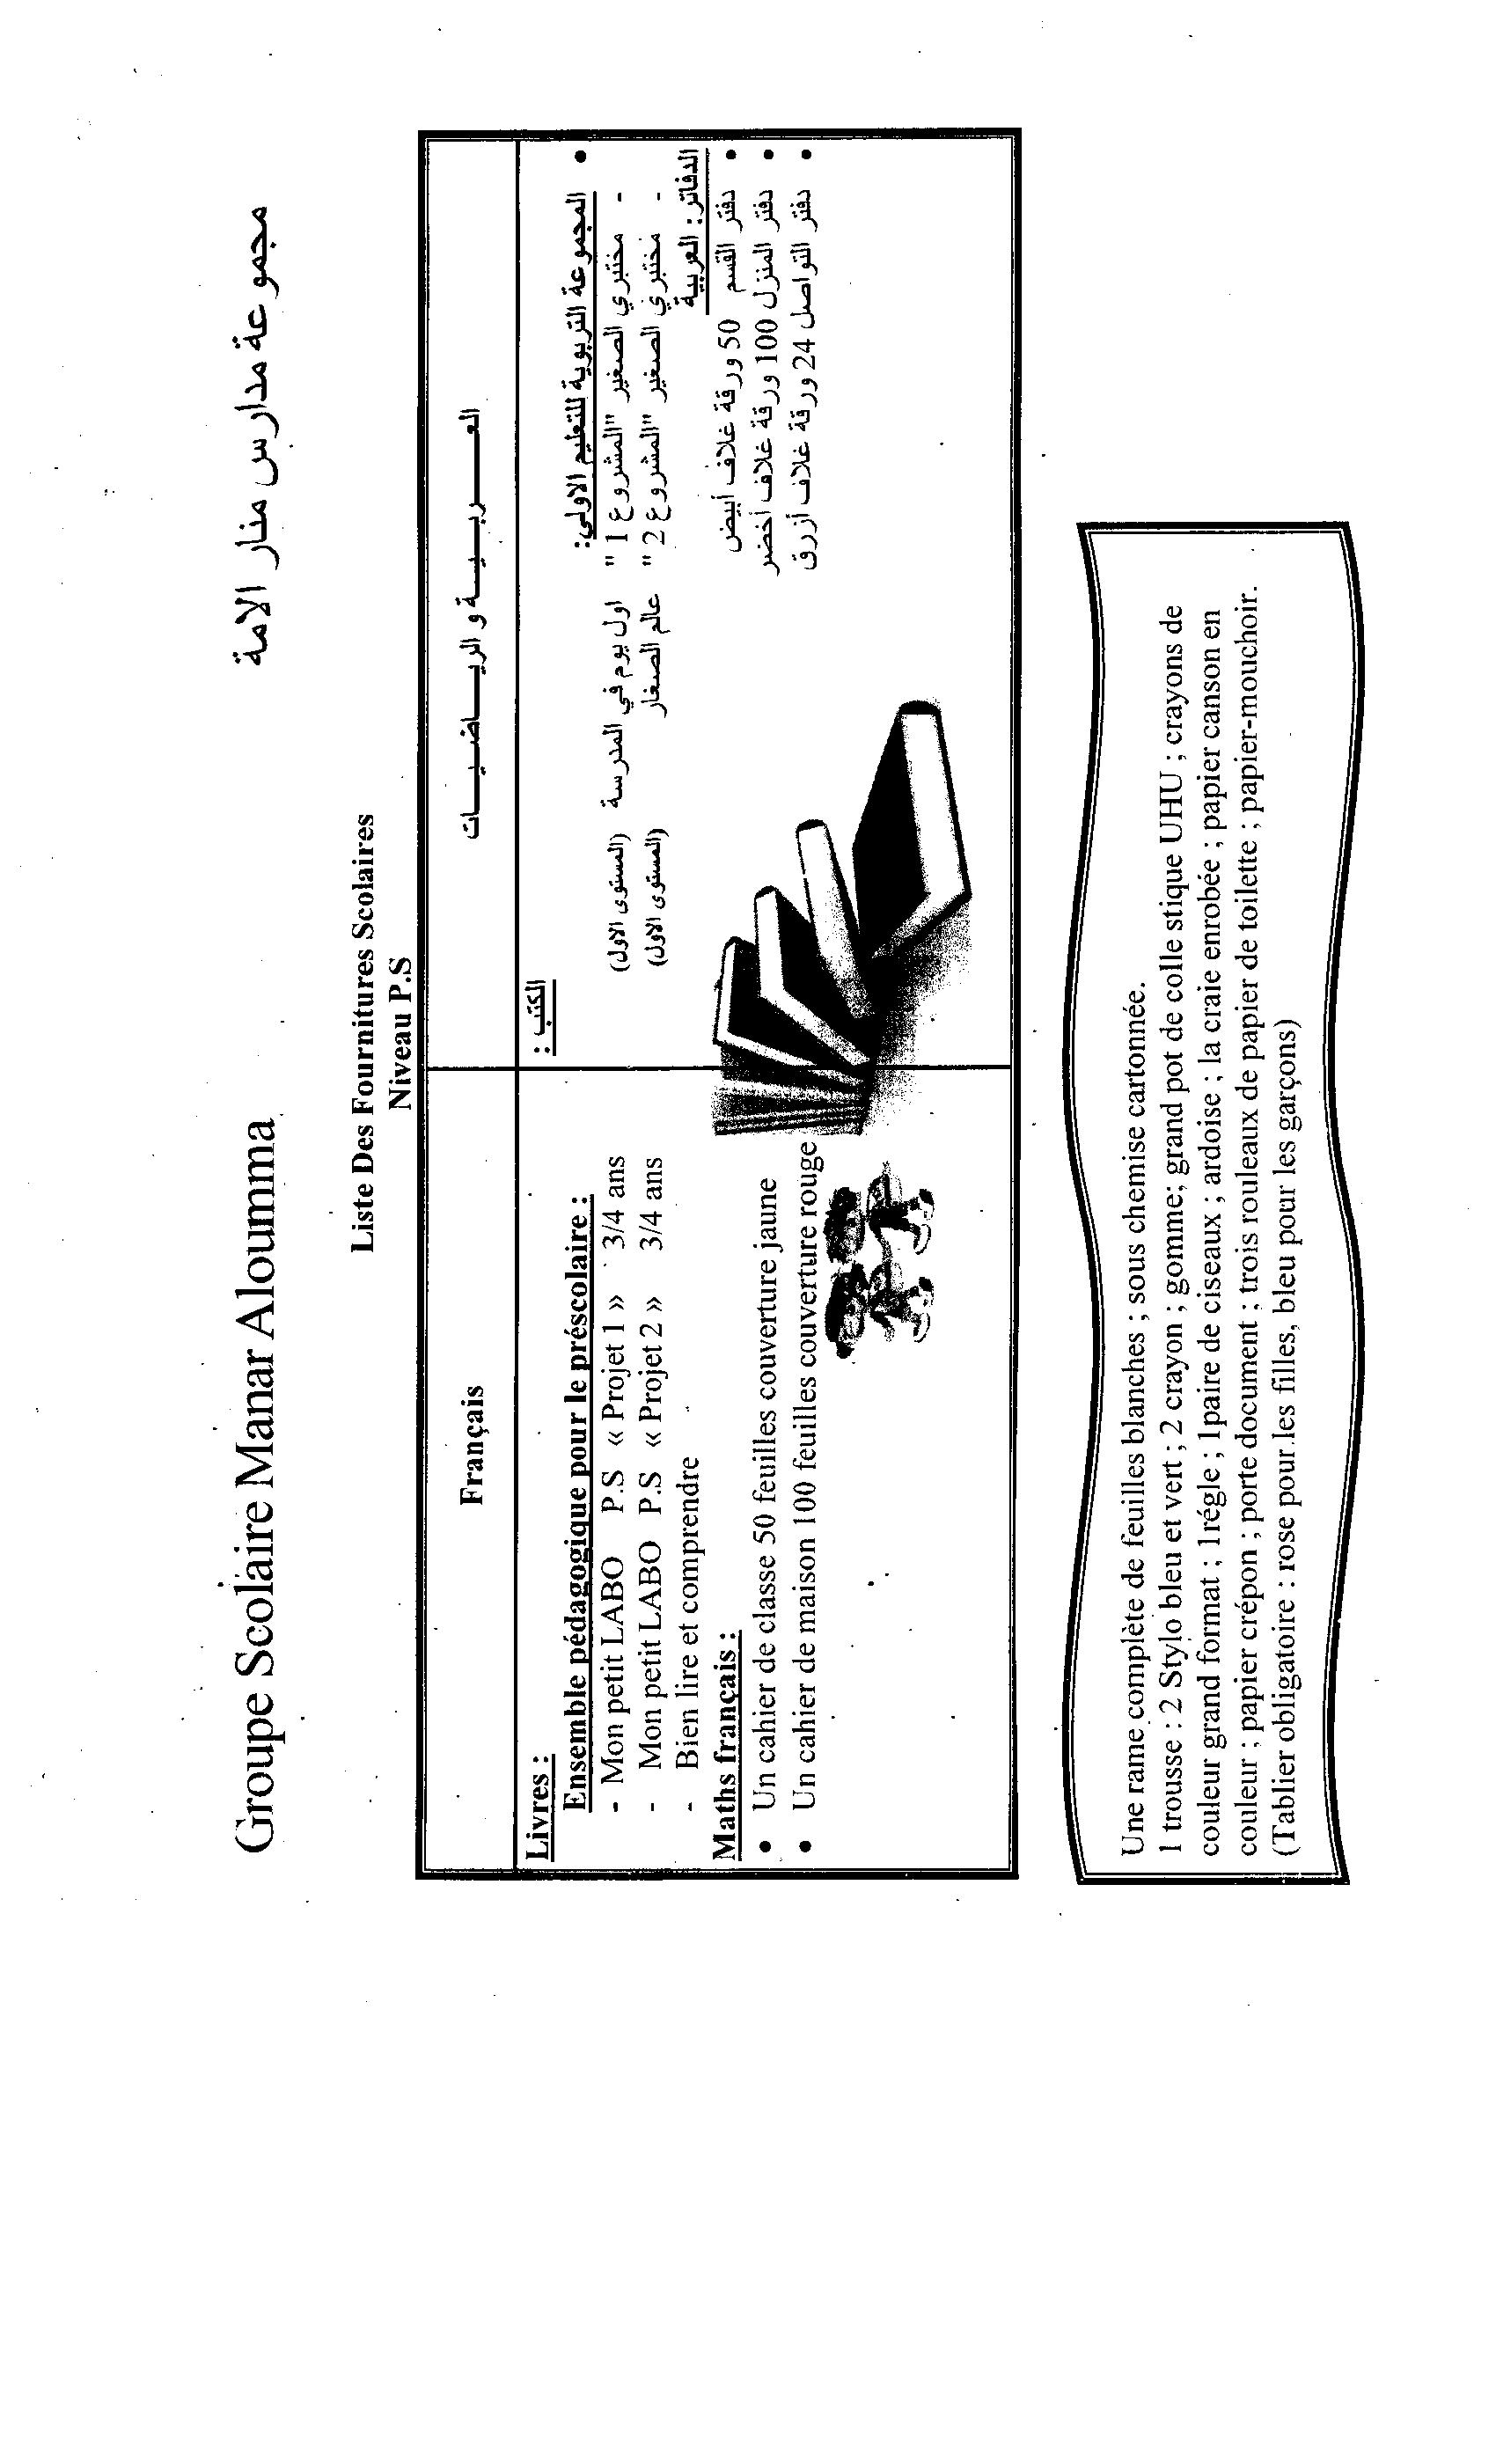 Groupe Scolaire Manar Aloumma
مجموعة مدارس منار الامة
Liste Des Fournitures Scolaires
Niveau P.S
Français
Livres :
Ensemble pédagogique pour le préscolaire :
- Mon petit LABO P.S « Projet 1 » 3/4 ans
- Mon petit LABO P.S « Projet 2 » 3/4 ans
- Bien lire et comprendre
Maths français :
• Un cahier de classe 50 feuilles couverture jaune
• Un cahier de maison 100 feuilles couverture rouge
العـــربـــيـــة و الريـــاضـــيـــات
الكتب :
• المجموعة التربوية للتعليم الاولي:
- مختبري الصغير "المشروع 1 " اول يوم في المدرسة (المستوى الاول)
- مختبري الصغير "المشروع 2 " عالم الصغار (المستوى الاول)
الدفاتر : العربية
• دفتر القسم 50 ورقة غلاف أبيض
• دفتر المنزل 100 ورقة غلاف أخضر
• دفتر التواصل 24 ورقة غلاف أزرق
Une rame complète de feuilles blanches ; sous chemise cartonnée.
1 trousse : 2 Stylo bleu et vert ; 2 crayon ; gomme; grand pot de colle stique UHU ; crayons de
couleur grand format ; 1régle ; 1paire de ciseaux ; ardoise ; la craie enrobée ; papier canson en
couleur ; papier crépon ; porte document ; trois rouleaux de papier de toilette ; papier-mouchoir.
(Tablier obligatoire : rose pour les filles, bleu pour les garçons)